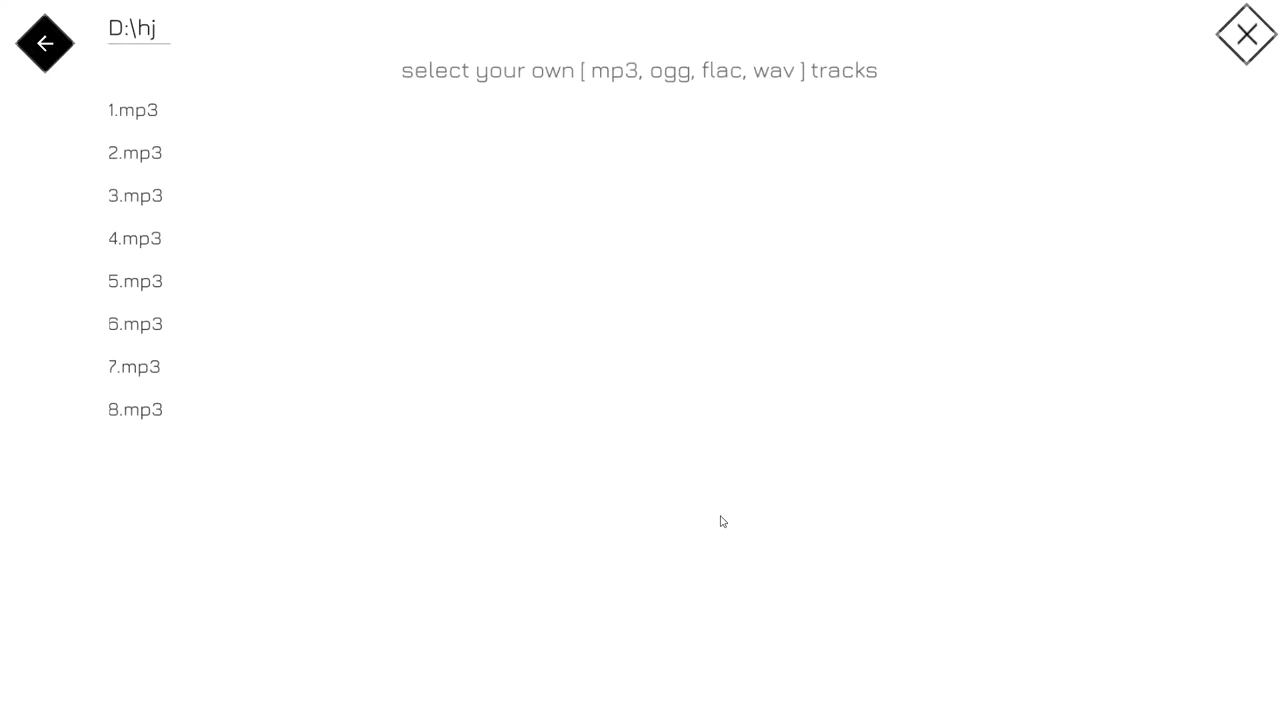 D:\hj
select your own [ mp3, ogg, flac, wav ] tracks
1.mp3
2.mp3
3.mp3
4.mp3
5.mp3
6.mp3
7.mp3
8.mp3